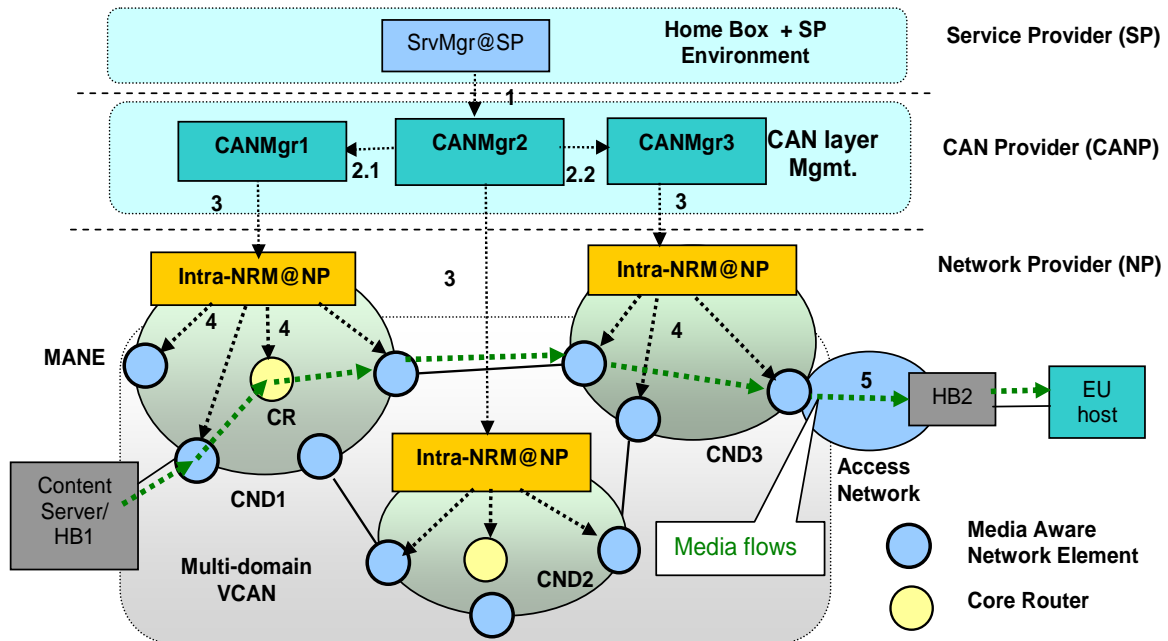 Home Box + SP
Environment
Service Provider (SP)
SrvMgr@SP
1
CANMgr1
CANMgr2
CANMgr3
CAN layer
Mgmt.
CAN Provider (CANP)
2.1
2.2
3
3
Intra-NRM@NP
3
Intra-NRM@NP
Network Provider (NP)
4
4
4
MANE
CR
5
HB2
EU
host
CND1
CND3
Access
Network
Intra-NRM@NP
Content
Server/
HB1
Multi-domain
VCAN
CND2
Media flows
Media Aware
Network Element
Core Router